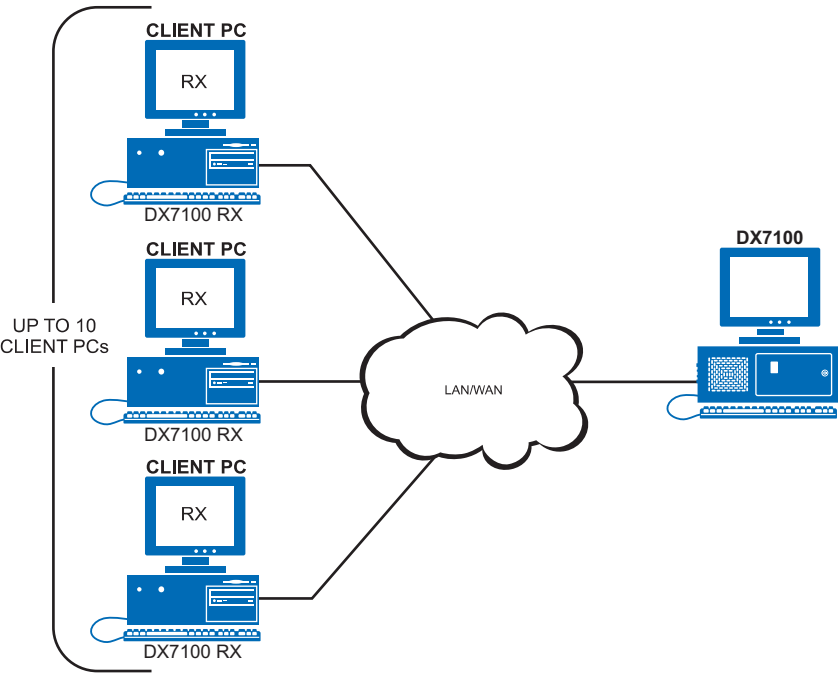 CLIENT PC
RX
DX7100 RX
CLIENT PC
RX
DX7100 RX
CLIENT PC
RX
DX7100 RX
UP TO 10
CLIENT PCs
LAN/WAN
DX7100